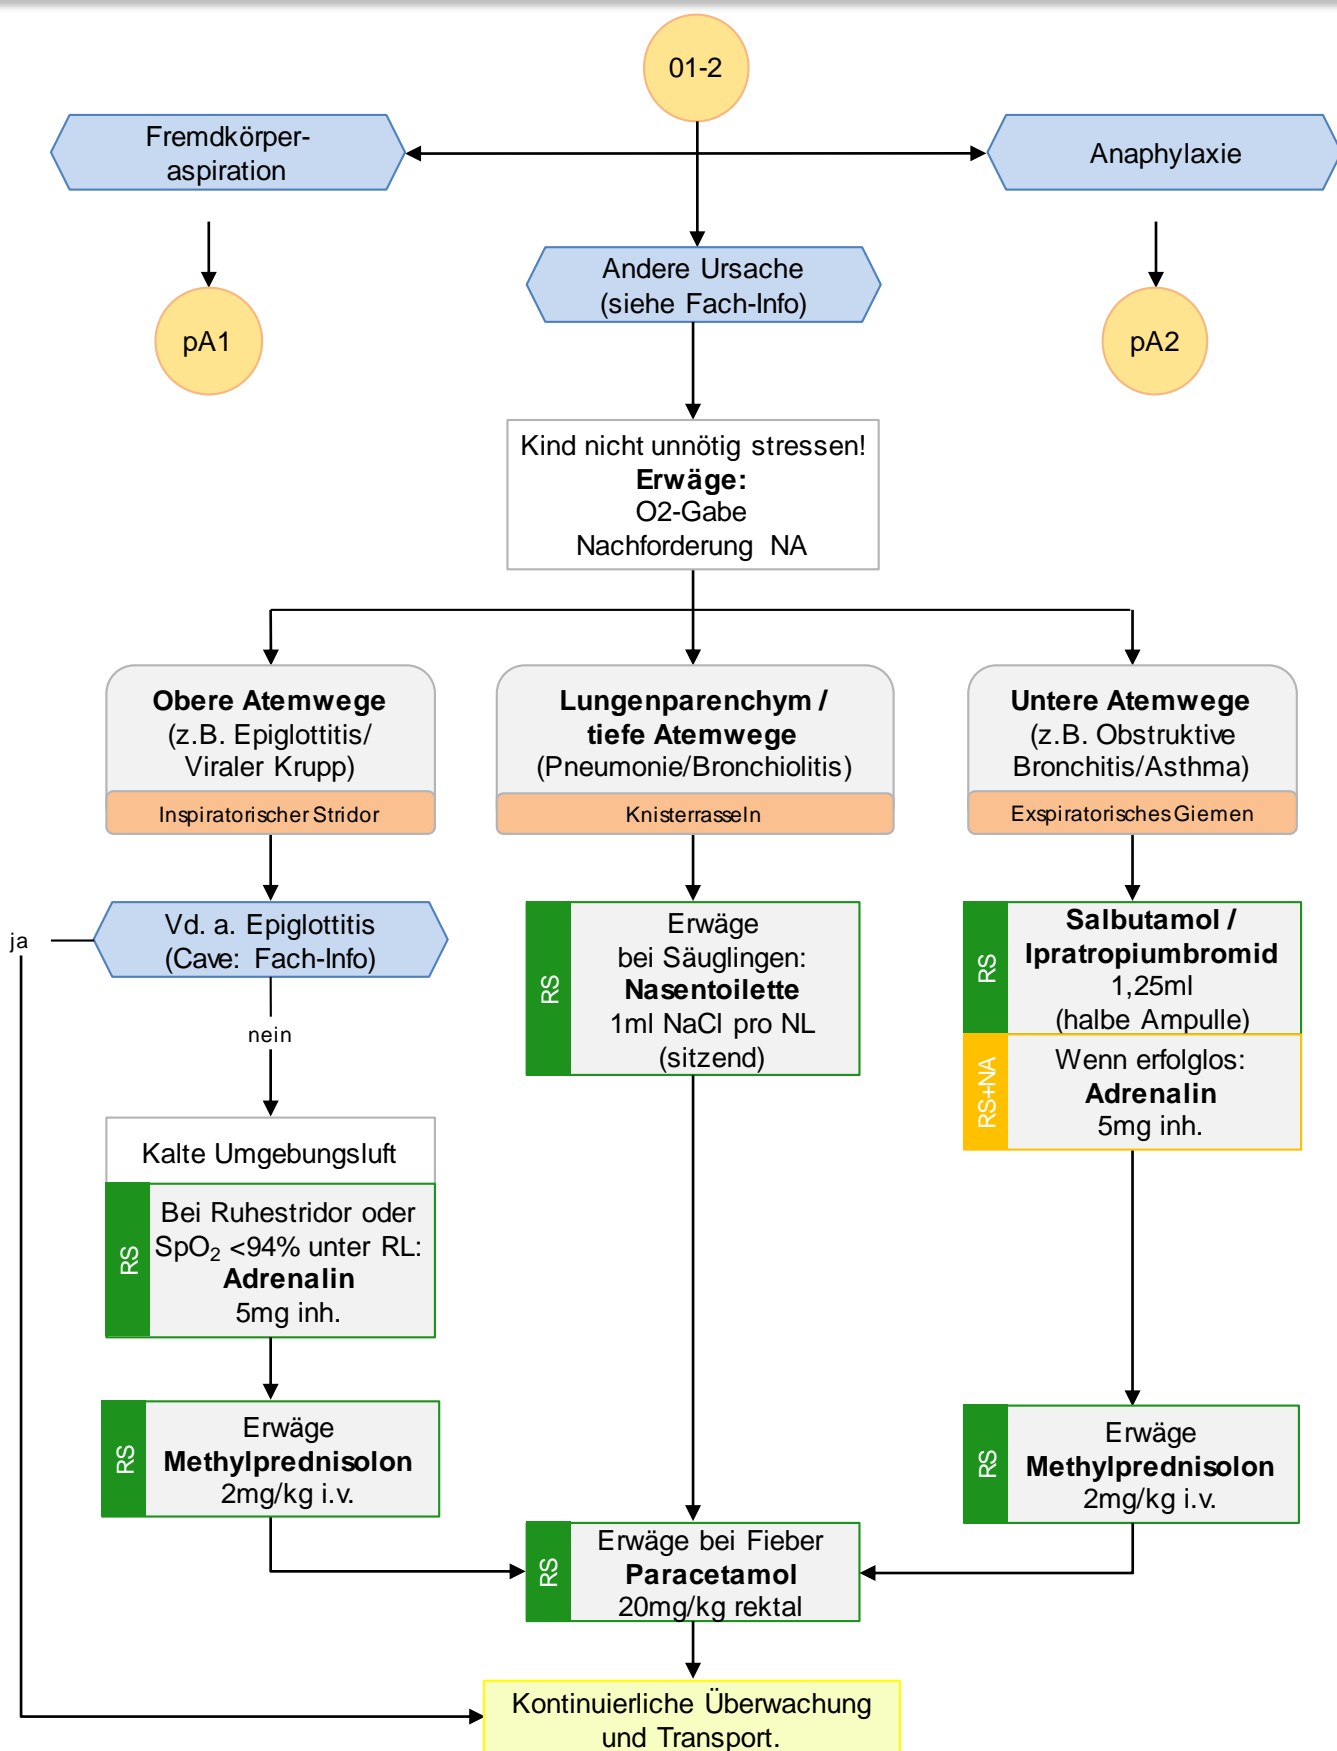 01-2
Fremdkörper-
aspiration
Anaphylaxie
Andere Ursache
(siehe Fach-Info)
pA1
pA2
Kind nicht unnötig stressen!
Erwäge:
O2-Gabe
Nachforderung NA
Obere Atemwege
(z.B. Epiglottitis/
Viraler Krupp)
Inspiratorischer Stridor
Lungenparenchym /
tiefe Atemwege
(Pneumonie/Bronchiolitis)
Knisterrasseln
Untere Atemwege
(z.B. Obstruktive
Bronchitis/Asthma)
Exspiratorisches Giemen
ja
Vd. a. Epiglottitis
(Cave: Fach-Info)
nein
RS
Erwäge
bei Säuglingen:
Nasentoilette
1ml NaCl pro NL
(sitzend)
RS
Salbutamol /
Ipratropiumbromid
1,25ml
(halbe Ampulle)
RS+NA
Wenn erfolglos:
Adrenalin
5mg inh.
Kalte Umgebungsluft
RS
Bei Ruhestridor oder
SpO₂ <94% unter RL:
Adrenalin
5mg inh.
RS
Erwäge
Methylprednisolon
2mg/kg i.v.
RS
Erwäge
Methylprednisolon
2mg/kg i.v.
RS
Erwäge bei Fieber
Paracetamol
20mg/kg rektal
Kontinuierliche Überwachung
und Transport.